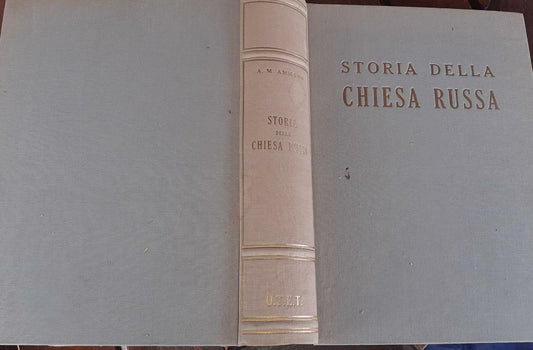 A. M.
STORIA
DELLA
CHIESA RUSSA
U.T.E.T.
STORIA DELLA
CHIESA RUSSA